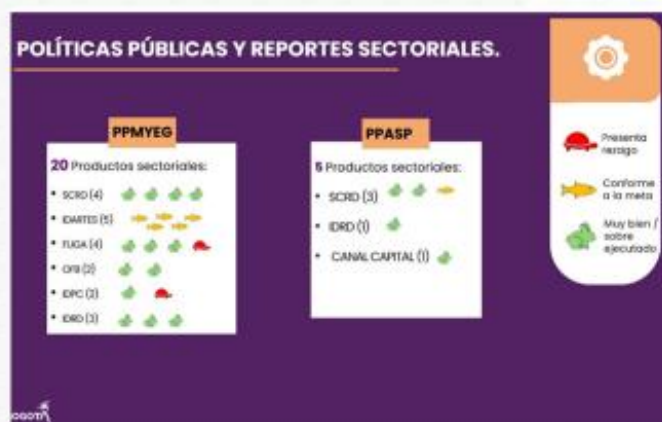 POLÍTICAS PÚBLICAS Y REPORTES SECTORIALES.
PPMYEG
20 Productos sectoriales:
• SCRD (4)
• IDARTES (5)
• FUGA (4)
• OFB (2)
• IDPC (2)
• IDRD (3)
PPASP
5 Productos sectoriales:
• SCRD (3)
• IDRD (1)
• CANAL CAPITAL (1)
Presenta
rezago
Conforme
a la meta
Muy bien /
sobre
ejecutado
BOGOTÁ